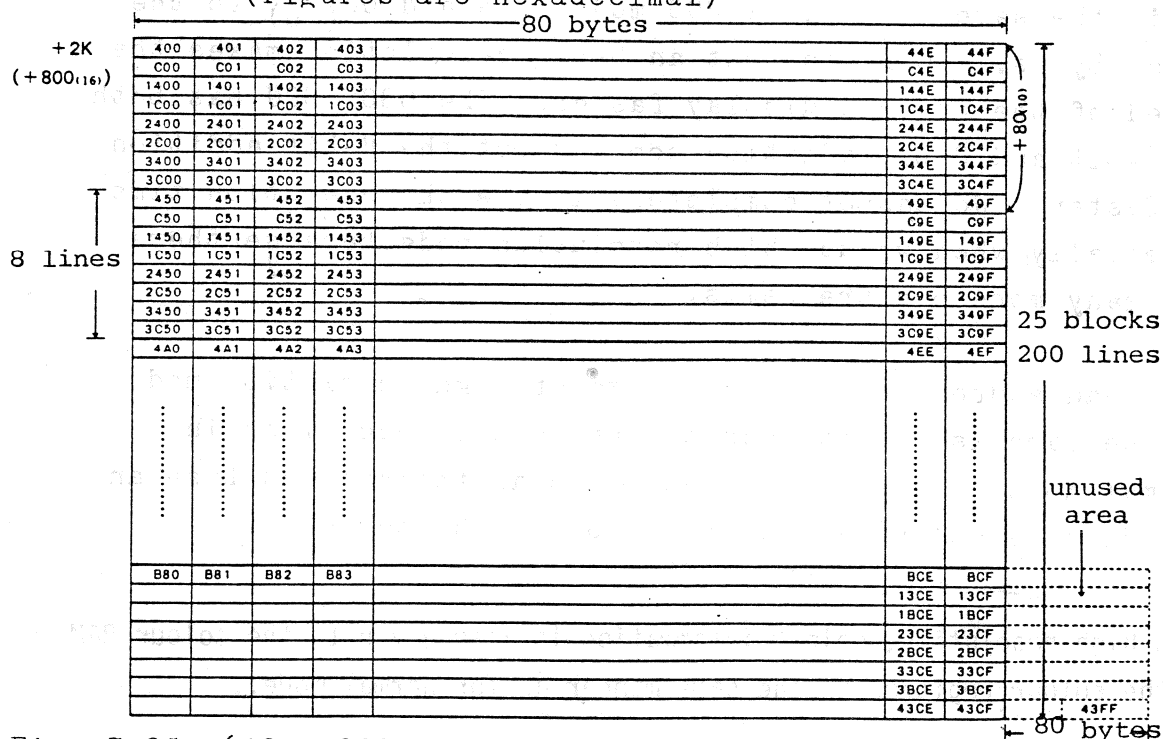 (Figures are hexadecimal)
80 bytes
+2K
(+800(16))
400 401 402 403 44E 44F
C00 C01 C02 C03 C4E C4F
1400 1401 1402 1403 144E 144F
1C00 1C01 1C02 1C03 1C4E 1C4F
2400 2401 2402 2403 244E 244F
2C00 2C01 2C02 2C03 2C4E 2C4F
3400 3401 3402 3403 344E 344F
3C00 3C01 3C02 3C03 3C4E 3C4F
+80(10)
450 451 452 453 49E 49F
C50 C51 C52 C53 C9E C9F
1450 1451 1452 1453 149E 149F
8 lines
1C50 1C51 1C52 1C53 1C9E 1C9F
2450 2451 2452 2453 249E 249F
2C50 2C51 2C52 2C53 2C9E 2C9F
3450 3451 3452 3453 349E 349F
3C50 3C51 3C52 3C53 3C9E 3C9F
4A0 4A1 4A2 4A3 4EE 4EF
25 blocks
200 lines
unused
area
B80 B81 B82 B83 BCE BCF
13CE 13CF
1BCE 1BCF
23CE 23CF
2BCE 2BCF
33CE 33CF
3BCE 3BCF
43CE 43CF 43FF
80 bytes